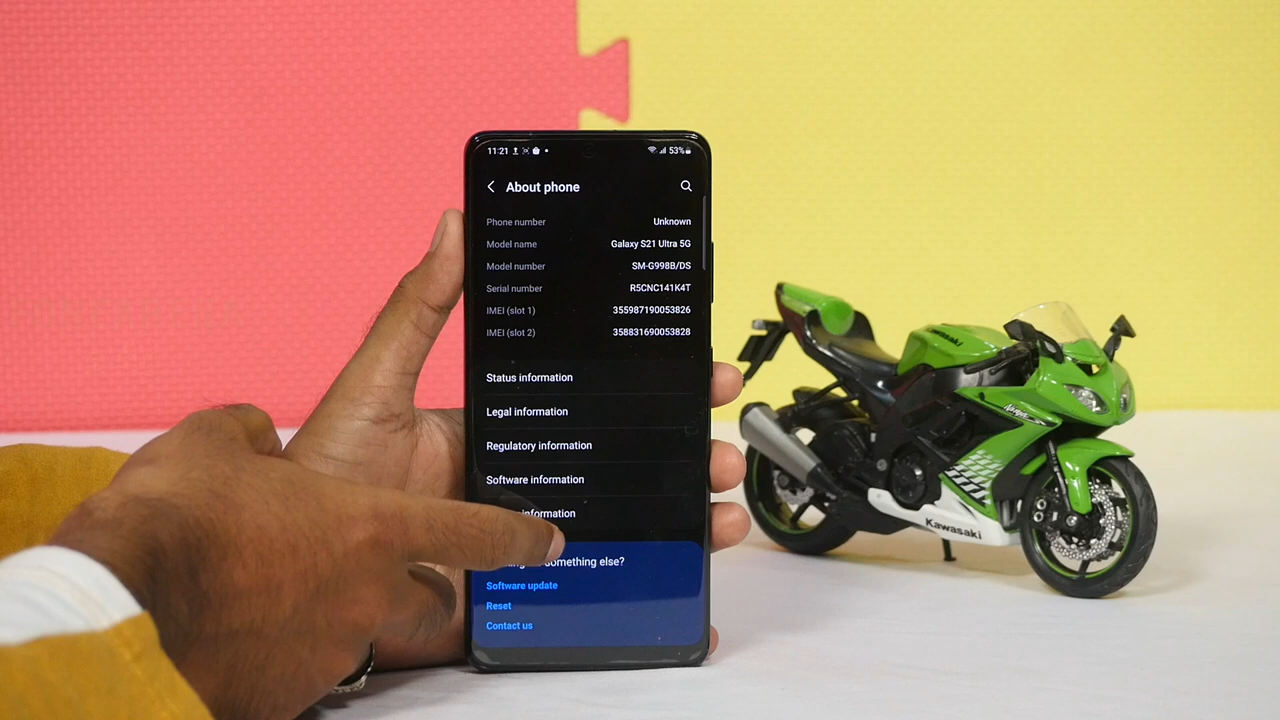 11:21
53%
About phone
Phone number Unknown
Model name Galaxy S21 Ultra 5G
Model number SM-G998B/DS
Serial number R5CNC141K4T
IMEI (slot 1) 355987190053826
IMEI (slot 2) 358831690053828
Status information
Legal information
Regulatory information
Software information
information
something else?
Software update
Reset
Contact us
Kawasaki
Ninja
Kawasaki